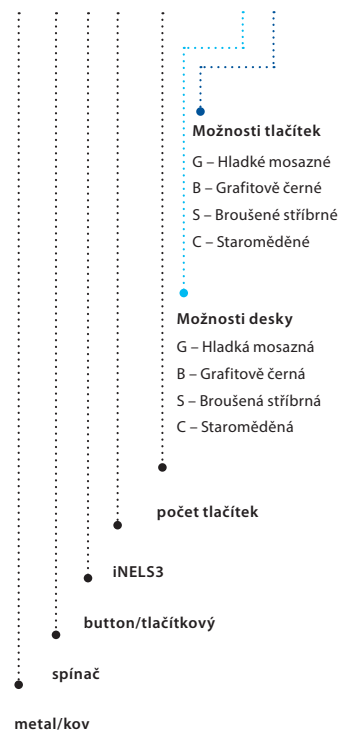 Možnosti tlačítek
G – Hladké mosazné
B – Grafitově černé
S – Broušené stříbrné
C – Staroměděné
Možnosti desky
G – Hladká mosazná
B – Grafitově černá
S – Broušená stříbrná
C – Staroměděná
počet tlačítek
iNELS3
button/tlačítkový
spínač
metal/kov